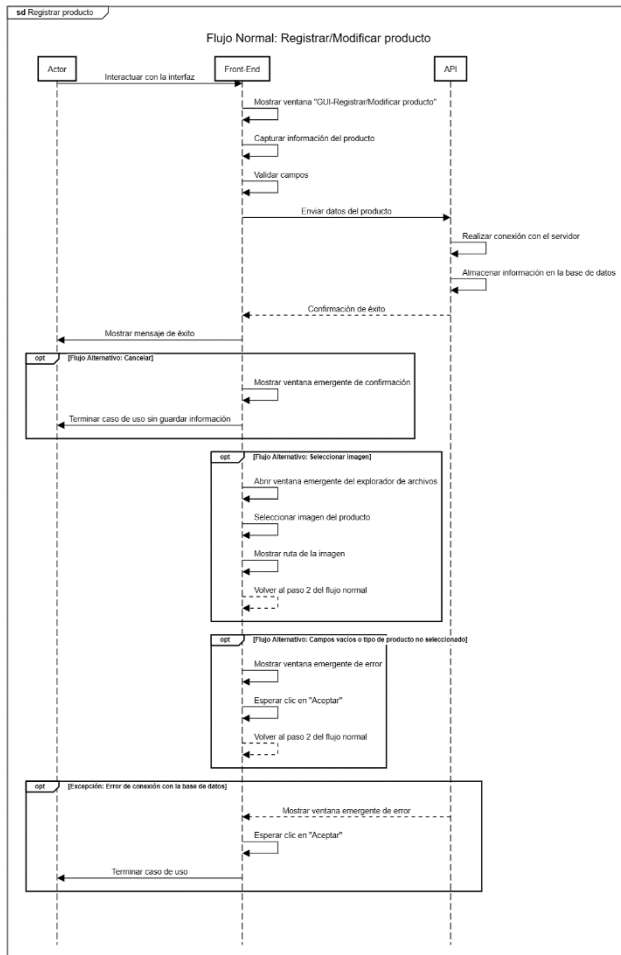 sd Registrar producto
Flujo Normal: Registrar/Modificar producto
Actor
Front-End
API
Interactuar con la interfaz
Mostrar ventana "GUI-Registrar/Modificar producto"
Capturar información del producto
Validar campos
Enviar datos del producto
Realizar conexión con el servidor
Almacenar información en la base de datos
Confirmación de éxito
Mostrar mensaje de éxito
opt [Flujo Alternativo: Cancelar]
Mostrar ventana emergente de confirmación
Terminar caso de uso sin guardar información
opt [Flujo Alternativo: Seleccionar imagen]
Abrir ventana emergente del explorador de archivos
Seleccionar imagen del producto
Mostrar ruta de la imagen
Volver al paso 2 del flujo normal
opt [Flujo Alternativo: Campos vacíos o tipo de producto no seleccionado]
Mostrar ventana emergente de error
Esperar clic en "Aceptar"
Volver al paso 2 del flujo normal
opt [Excepción: Error de conexión con la base de datos]
Mostrar ventana emergente de error
Esperar clic en "Aceptar"
Terminar caso de uso